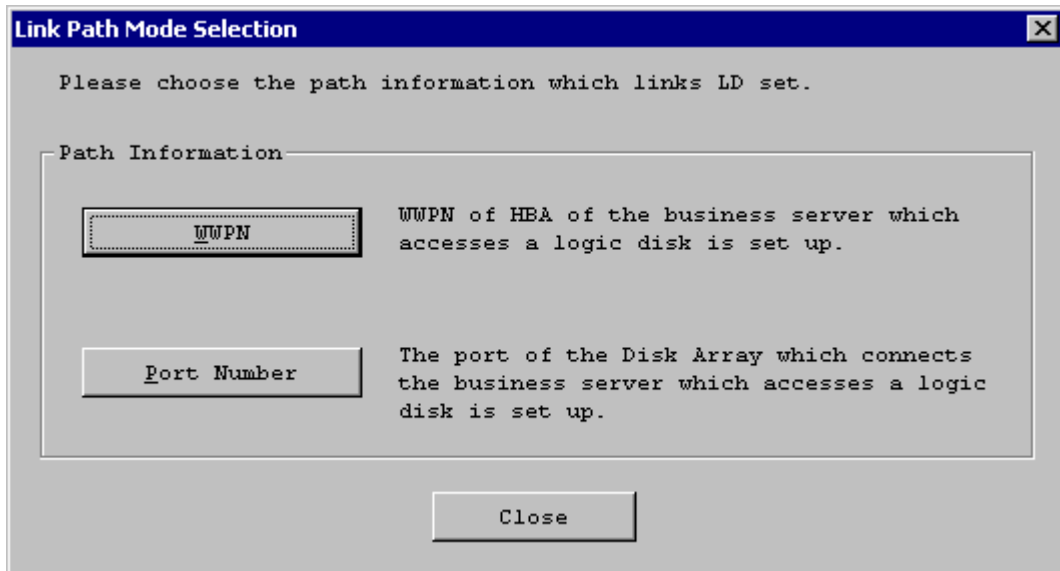 Link Path Mode Selection
Please choose the path information which links LD set.
Path Information
WWPN
WWPN of HBA of the business server which
accesses a logic disk is set up.
Port Number
The port of the Disk Array which connects
the business server which accesses a logic
disk is set up.
Close